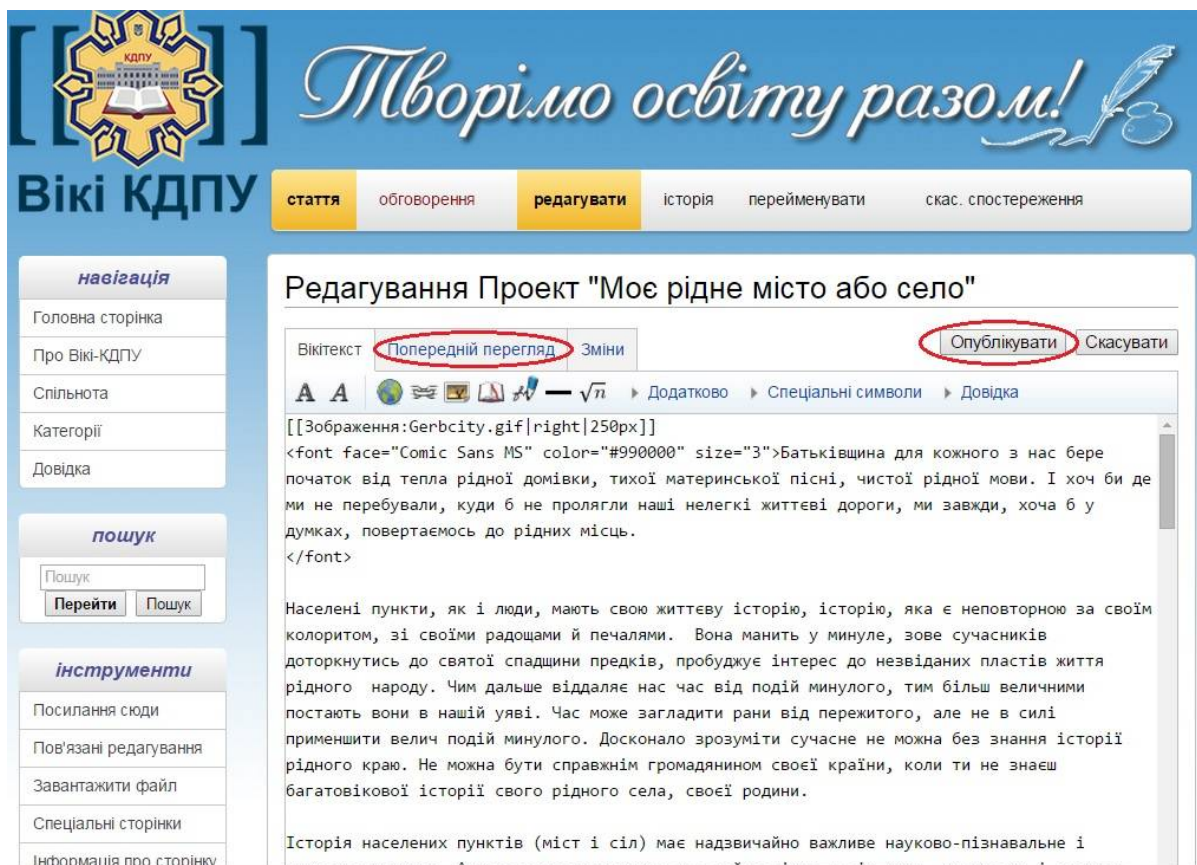 КДПУ
Творімо освіту разом!
Вікі КДПУ
стаття обговорення редагувати історія перейменувати скас. спостереження
навігація
Головна сторінка
Про Вікі-КДПУ
Спільнота
Категорії
Довідка
пошук
Пошук
Перейти Пошук
інструменти
Посилання сюди
Пов'язані редагування
Завантажити файл
Спеціальні сторінки
Інформація про сторінку
Редагування Проект "Моє рідне місто або село"
Вікітекст Попередній перегляд Зміни Опублікувати Скасувати
A A √n Додатково Спеціальні символи Довідка
[[Зображення:Gerbcity.gif|right|250px]]
<font face="Comic Sans MS" color="#990000" size="3">Батьківщина для кожного з нас бере
початок від тепла рідної домівки, тихої материнської пісні, чистої рідної мови. І хоч би де
ми не перебували, куди б не пролягли наші нелегкі життєві дороги, ми завжди, хоча б у
думках, повертаємось до рідних місць.
</font>
Населені пункти, як і люди, мають свою життєву історію, історію, яка є неповторною за своїм
колоритом, зі своїми радощами й печалями. Вона манить у минуле, зове сучасників
доторкнутись до святої спадщини предків, пробуджує інтерес до незвіданих пластів життя
рідного народу. Чим дальше віддаляє нас час від подій минулого, тим більш величними
постають вони в нашій уяві. Час може загладити рани від пережитого, але не в силі
применшити велич подій минулого. Досконало зрозуміти сучасне не можна без знання історії
рідного краю. Не можна бути справжнім громадянином своєї країни, коли ти не знаєш
багатовікової історії свого рідного села, своєї родини.
Історія населених пунктів (міст і сіл) має надзвичайно важливе науково-пізнавальне і